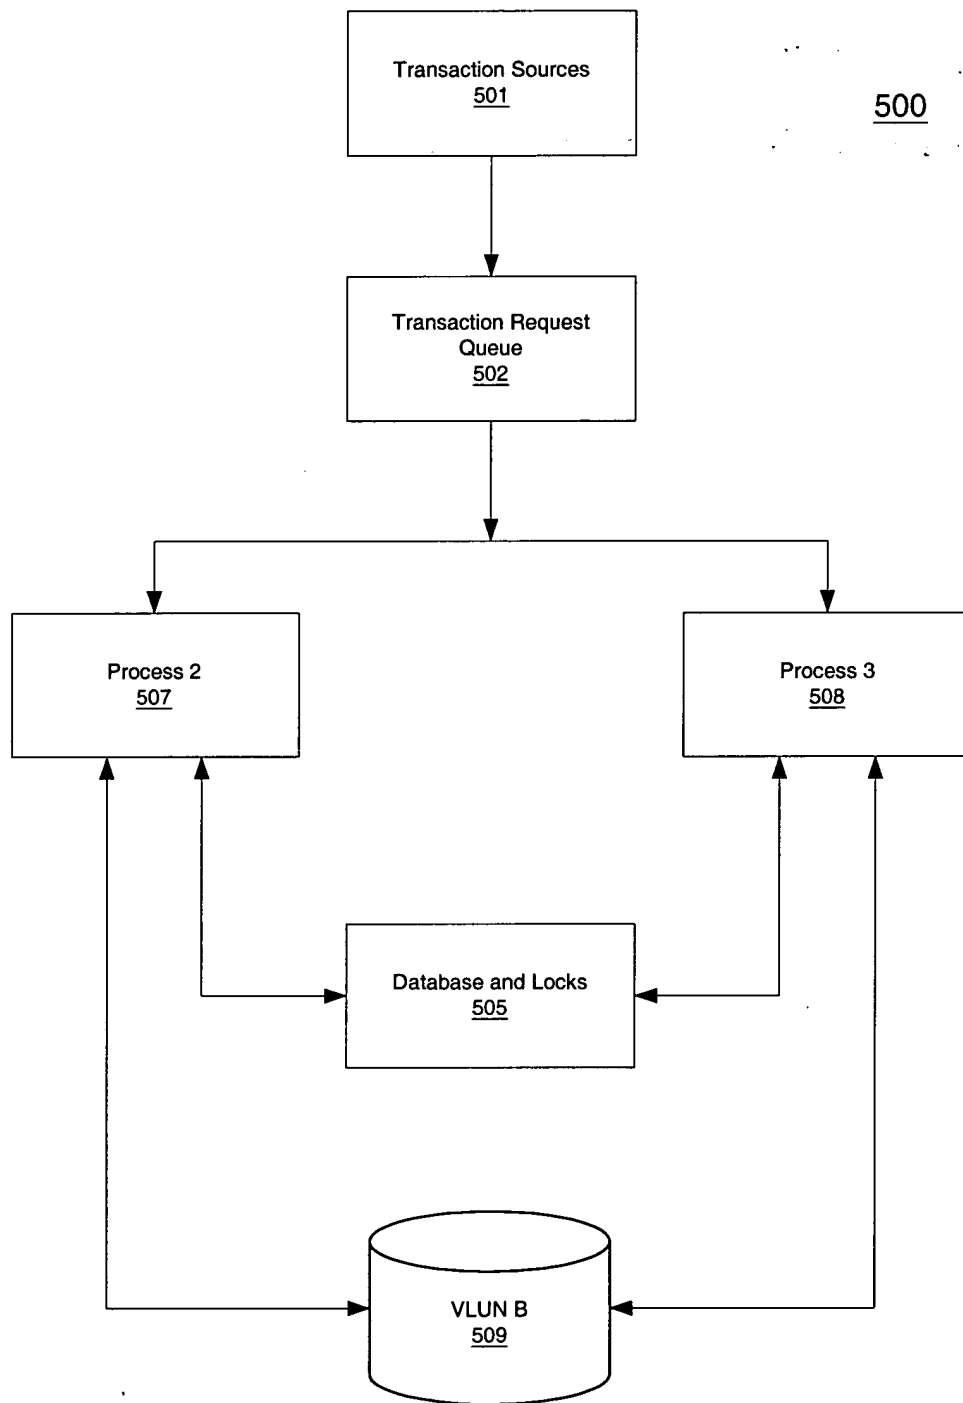 Transaction Sources
501
500
Transaction Request
Queue
502
Process 2
507
Process 3
508
Database and Locks
505
VLUN B
509